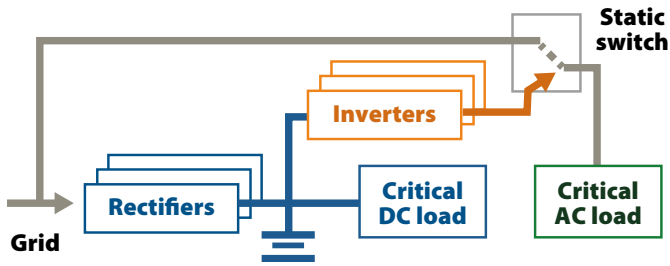 Static
switch
Inverters
Rectifiers
Critical
DC load
Critical
AC load
Grid